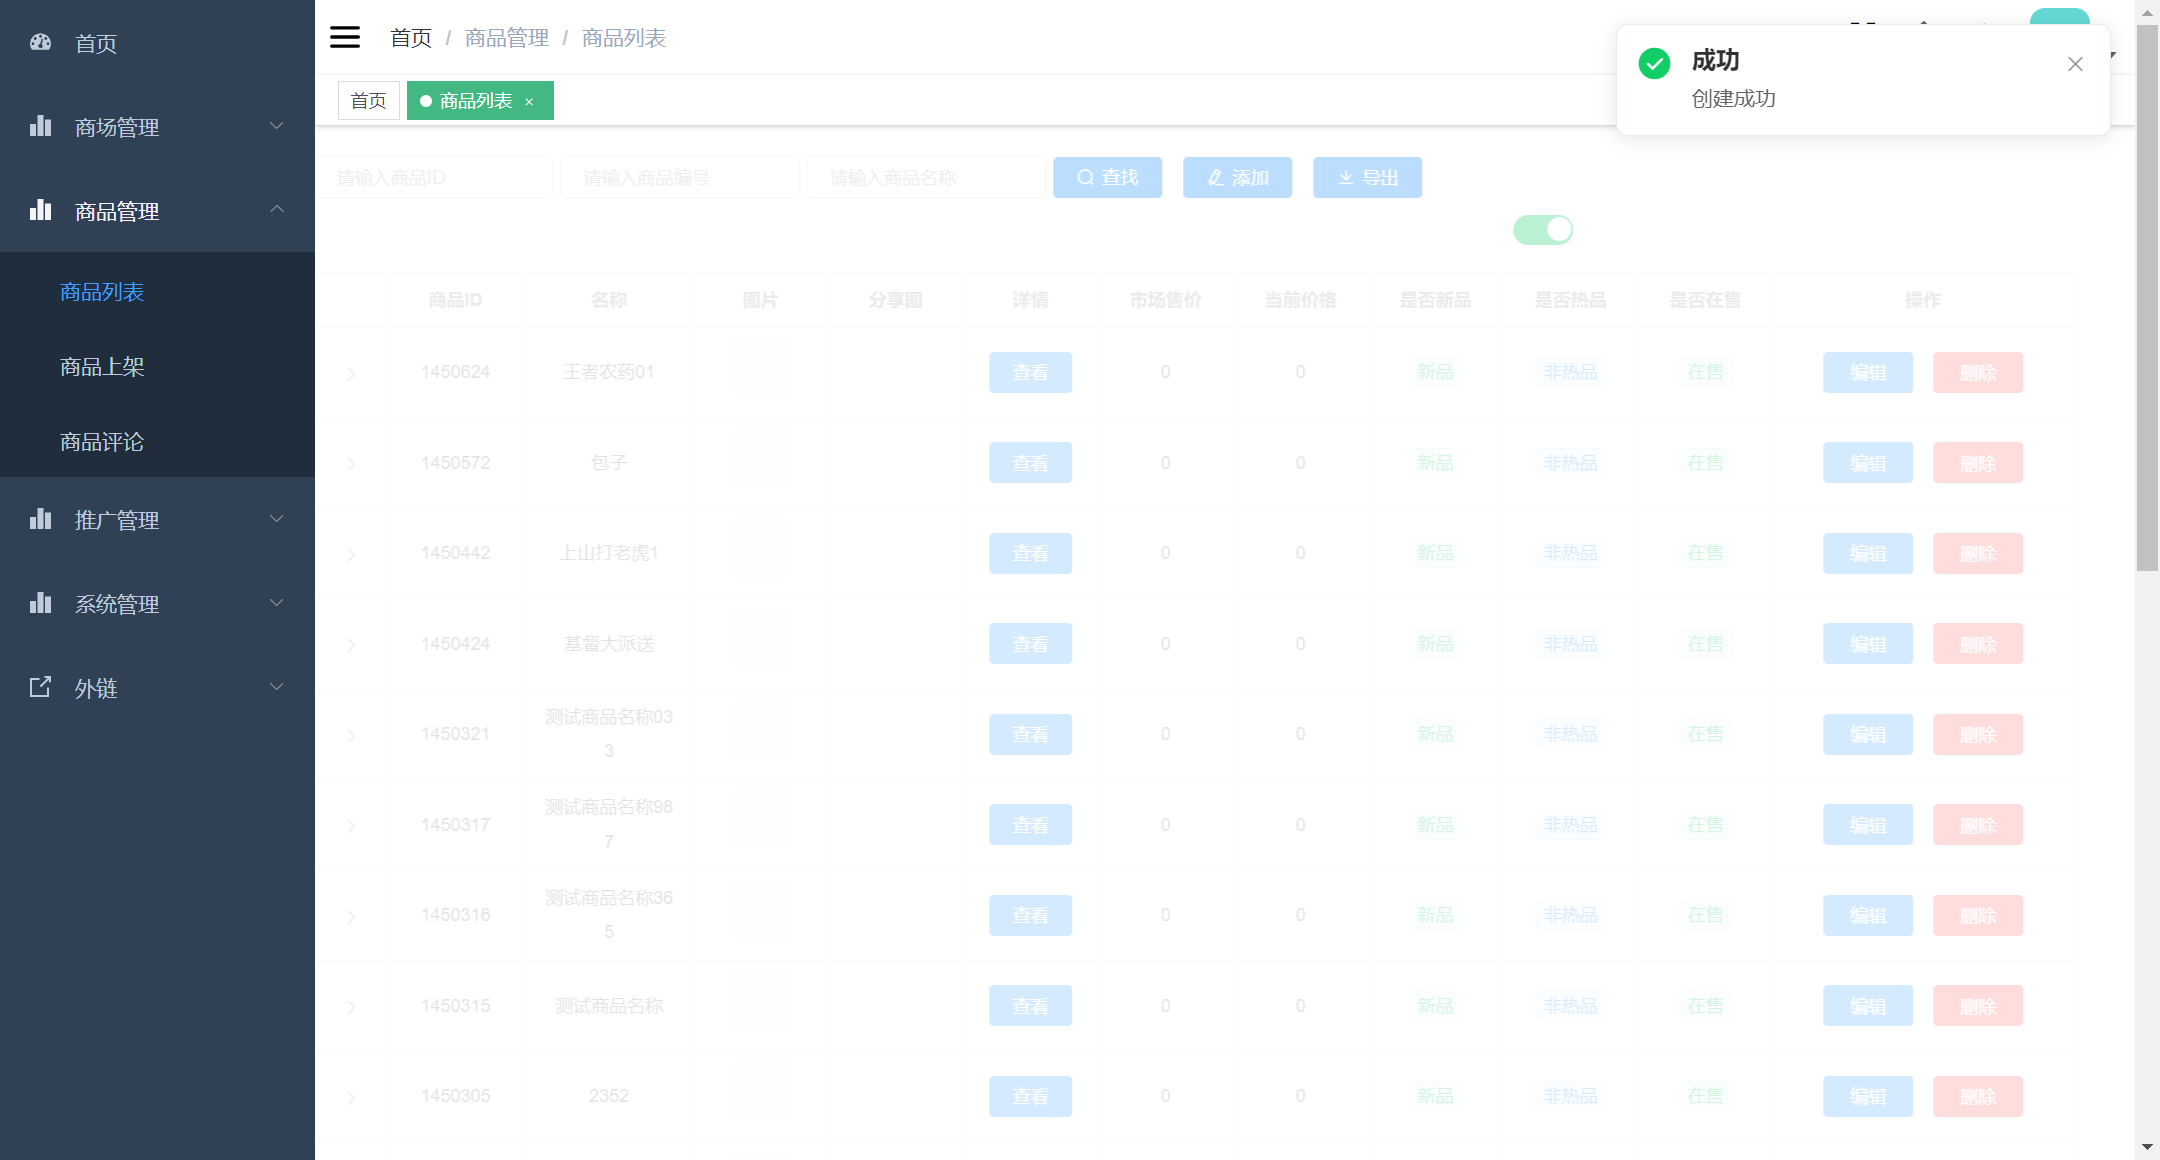 首页
商场管理
商品管理
商品列表
商品上架
商品评论
推广管理
系统管理
外链
首页 / 商品管理 / 商品列表
首页
商品列表 ×
成功
创建成功
请输入商品ID 请输入商品编号 请输入商品名称 查找 添加 导出
商品ID 名称 图片 分享图 详情 市场售价 当前价格 是否新品 是否热品 是否在售 操作
1450624 王者农药01 查看 0 0 新品 非热品 在售 编辑 删除
1450572 包子 查看 0 0 新品 非热品 在售 编辑 删除
1450442 上山打老虎1 查看 0 0 新品 非热品 在售 编辑 删除
1450424 基督大派送 查看 0 0 新品 非热品 在售 编辑 删除
1450321 测试商品名称03
3 查看 0 0 新品 非热品 在售 编辑 删除
1450317 测试商品名称98
7 查看 0 0 新品 非热品 在售 编辑 删除
1450316 测试商品名称36
5 查看 0 0 新品 非热品 在售 编辑 删除
1450315 测试商品名称 查看 0 0 新品 非热品 在售 编辑 删除
1450305 2352 查看 0 0 新品 非热品 在售 编辑 删除